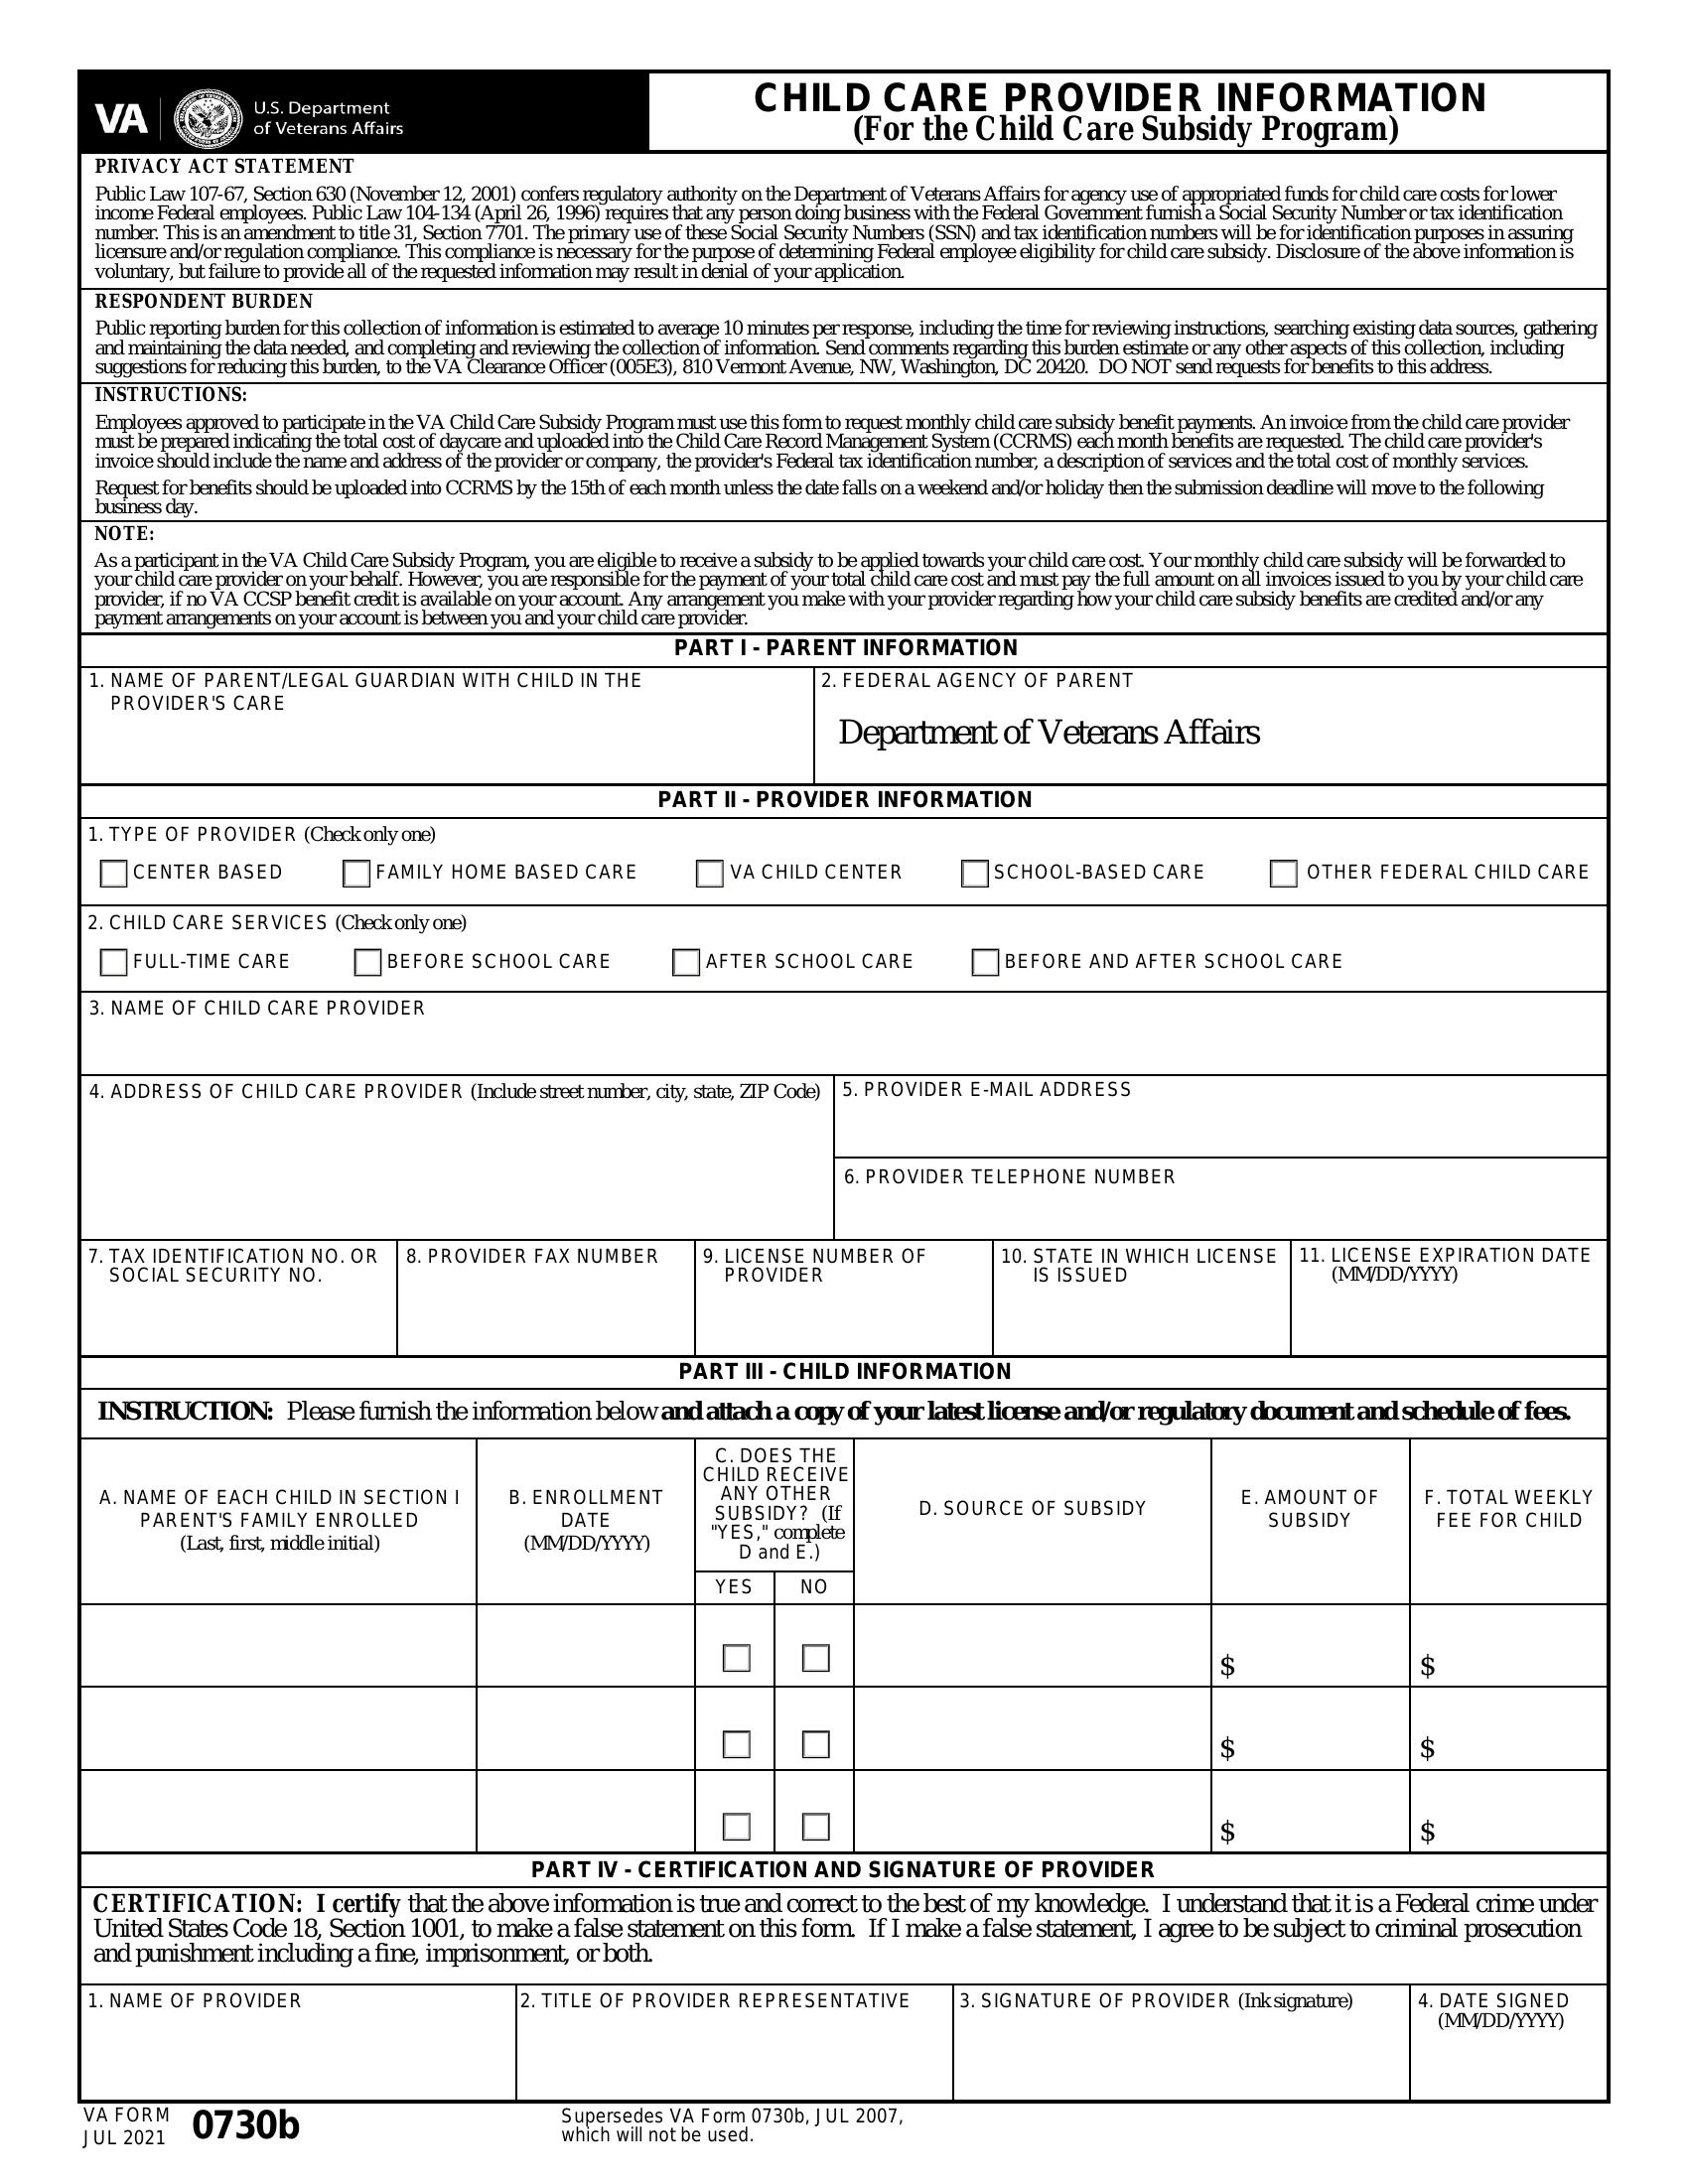 VA
U.S. Department
of Veterans Affairs
CHILD CARE PROVIDER INFORMATION
(For the Child Care Subsidy Program)
PRIVACY ACT STATEMENT
Public Law 107-67, Section 630 (November 12, 2001) confers regulatory authority on the Department of Veterans Affairs for agency use of appropriated funds for child care costs for lower
income Federal employees. Public Law 104-134 (April 26, 1996) requires that any person doing business with the Federal Government furnish a Social Security Number or tax identification
number. This is an amendment to title 31, Section 7701. The primary use of these Social Security Numbers (SSN) and tax identification numbers will be for identification purposes in assuring
licensure and/or regulation compliance. This compliance is necessary for the purpose of determining Federal employee eligibility for child care subsidy. Disclosure of the above information is
voluntary, but failure to provide all of the requested information may result in denial of your application.
RESPONDENT BURDEN
Public reporting burden for this collection of information is estimated to average 10 minutes per response, including the time for reviewing instructions, searching existing data sources, gathering
and maintaining the data needed, and completing and reviewing the collection of information. Send comments regarding this burden estimate or any other aspects of this collection, including
suggestions for reducing this burden, to the VA Clearance Officer (005E3), 810 Vermont Avenue, NW, Washington, DC 20420. DO NOT send requests for benefits to this address.
INSTRUCTIONS:
Employees approved to participate in the VA Child Care Subsidy Program must use this form to request monthly child care subsidy benefit payments. An invoice from the child care provider
must be prepared indicating the total cost of daycare and uploaded into the Child Care Record Management System (CCRMS) each month benefits are requested. The child care provider's
invoice should include the name and address of the provider or company, the provider's Federal tax identification number, a description of services and the total cost of monthly services.
Request for benefits should be uploaded into CCRMS by the 15th of each month unless the date falls on a weekend and/or holiday then the submission deadline will move to the following
business day.
NOTE:
As a participant in the VA Child Care Subsidy Program, you are eligible to receive a subsidy to be applied towards your child care cost. Your monthly child care subsidy will be forwarded to
your child care provider on your behalf. However, you are responsible for the payment of your total child care cost and must pay the full amount on all invoices issued to you by your child care
provider, if no VA CCSP benefit credit is available on your account. Any arrangement you make with your provider regarding how your child care subsidy benefits are credited and/or any
payment arrangements on your account is between you and your child care provider.
PART I - PARENT INFORMATION
1. NAME OF PARENT/LEGAL GUARDIAN WITH CHILD IN THE
PROVIDER'S CARE
2. FEDERAL AGENCY OF PARENT
Department of Veterans Affairs
PART II - PROVIDER INFORMATION
1. TYPE OF PROVIDER (Check only one)
CENTER BASED FAMILY HOME BASED CARE VA CHILD CENTER SCHOOL-BASED CARE OTHER FEDERAL CHILD CARE
2. CHILD CARE SERVICES (Check only one)
FULL-TIME CARE BEFORE SCHOOL CARE AFTER SCHOOL CARE BEFORE AND AFTER SCHOOL CARE
3. NAME OF CHILD CARE PROVIDER
4. ADDRESS OF CHILD CARE PROVIDER (Include street number, city, state, ZIP Code)
5. PROVIDER E-MAIL ADDRESS
6. PROVIDER TELEPHONE NUMBER
7. TAX IDENTIFICATION NO. OR
SOCIAL SECURITY NO.
8. PROVIDER FAX NUMBER
9. LICENSE NUMBER OF
PROVIDER
10. STATE IN WHICH LICENSE
IS ISSUED
11. LICENSE EXPIRATION DATE
(MM/DD/YYYY)
PART III - CHILD INFORMATION
INSTRUCTION: Please furnish the information below and attach a copy of your latest license and/or regulatory document and schedule of fees.
A. NAME OF EACH CHILD IN SECTION I
PARENT'S FAMILY ENROLLED
(Last, first, middle initial)
B. ENROLLMENT
DATE
(MM/DD/YYYY)
C. DOES THE
CHILD RECEIVE
ANY OTHER
SUBSIDY? (If
"YES," complete
D and E.)
YES NO
D. SOURCE OF SUBSIDY
E. AMOUNT OF
SUBSIDY
F. TOTAL WEEKLY
FEE FOR CHILD
$ $
$ $
$ $
PART IV - CERTIFICATION AND SIGNATURE OF PROVIDER
CERTIFICATION: I certify that the above information is true and correct to the best of my knowledge. I understand that it is a Federal crime under
United States Code 18, Section 1001, to make a false statement on this form. If I make a false statement, I agree to be subject to criminal prosecution
and punishment including a fine, imprisonment, or both.
1. NAME OF PROVIDER
2. TITLE OF PROVIDER REPRESENTATIVE
3. SIGNATURE OF PROVIDER (Ink signature)
4. DATE SIGNED
(MM/DD/YYYY)
VA FORM
JUL 2021
0730b
Supersedes VA Form 0730b, JUL 2007,
which will not be used.